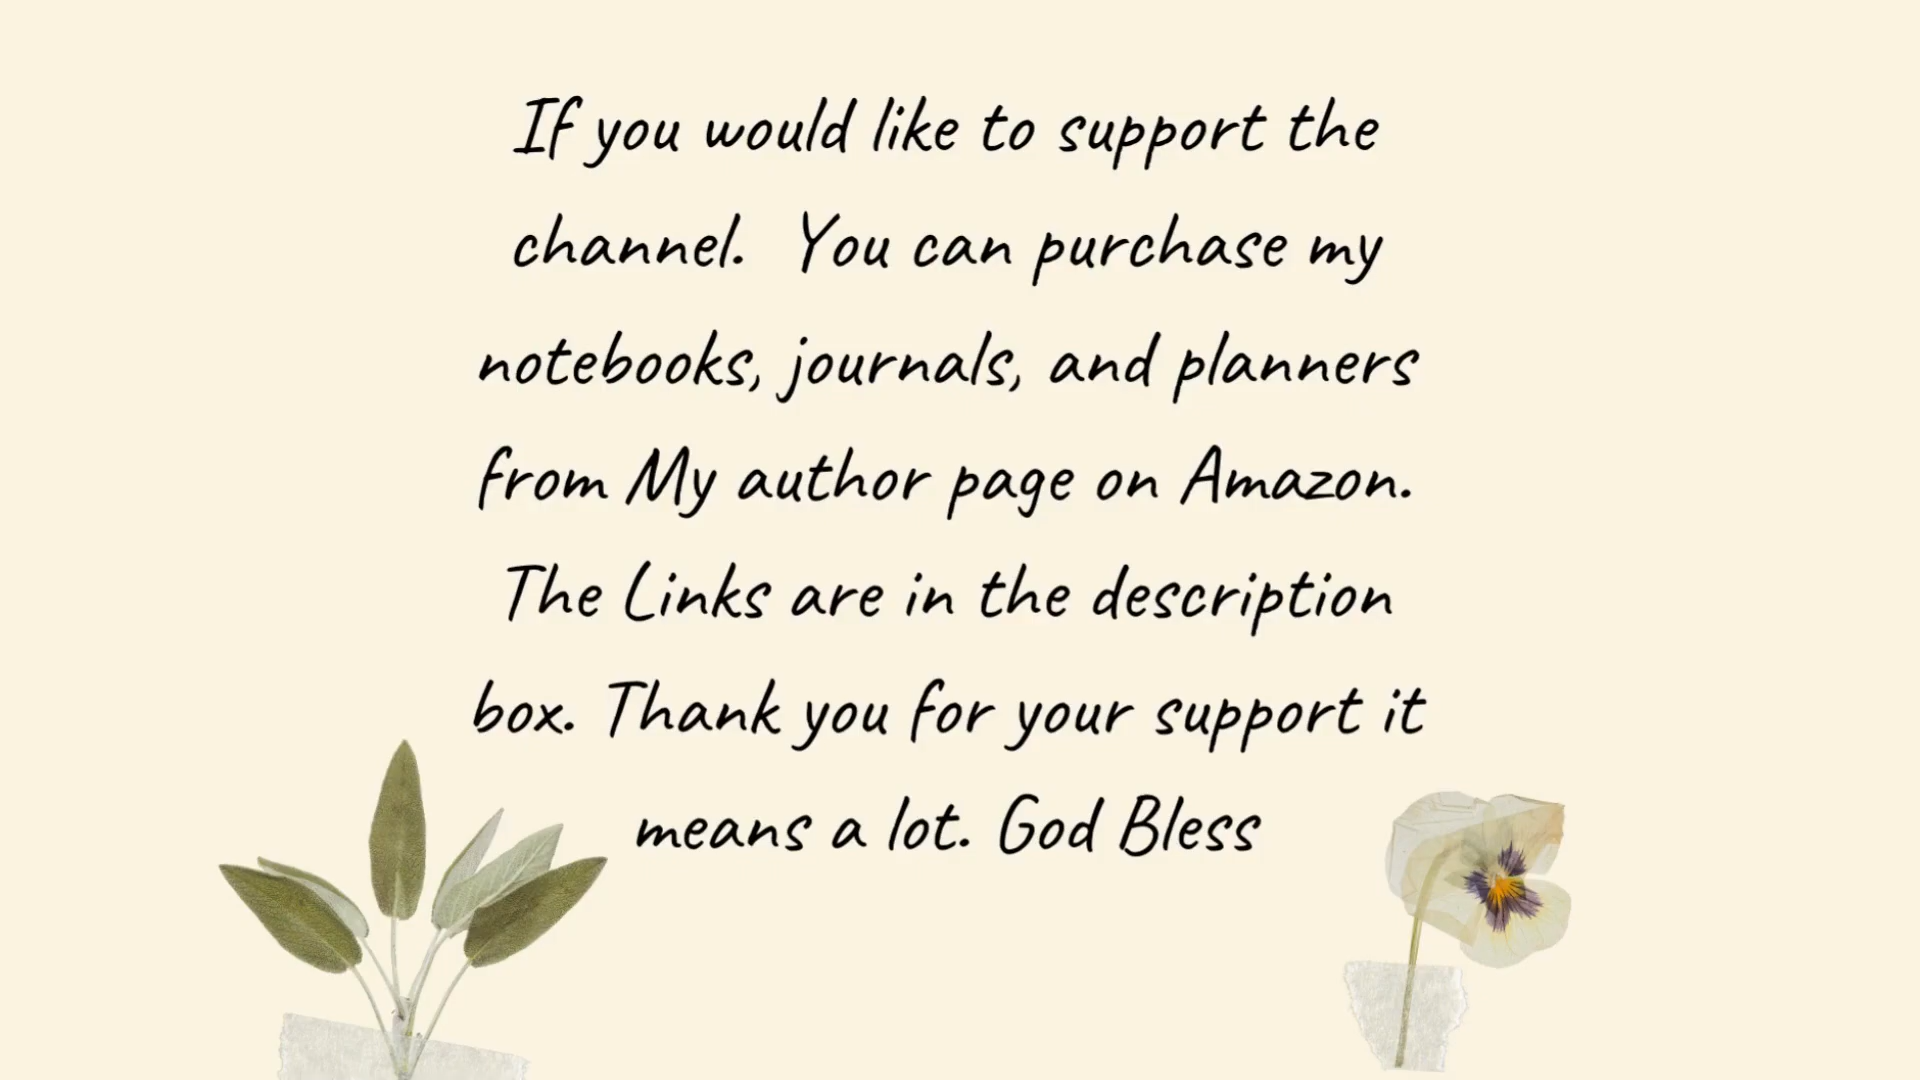 If you would like to support the
channel.  You can purchase my
notebooks, journals, and planners
from My author page on Amazon.
The Links are in the description
box. Thank you for your support it
means a lot. God Bless